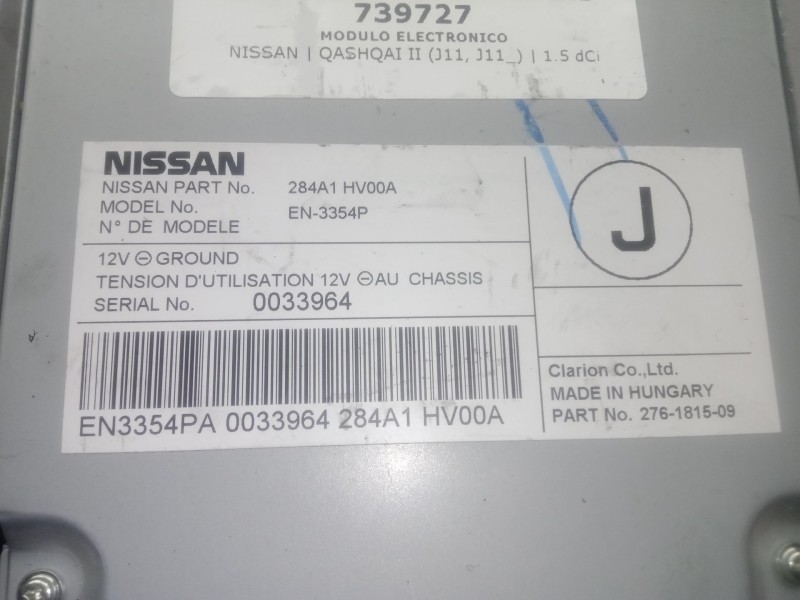 739727
MODULO ELECTRONICO
NISSAN | QASHQAI II (J11, J11_) | 1.5 dCi
NISSAN
NISSAN PART No. 284A1 HV00A
MODEL No. EN-3354P
N° DE MODELE
12V ⊖ GROUND
TENSION D'UTILISATION 12V ⊖ AU CHASSIS
SERIAL No. 0033964
EN3354PA 0033964 284A1 HV00A
J
Clarion Co.,Ltd.
MADE IN HUNGARY
PART No. 276-1815-09